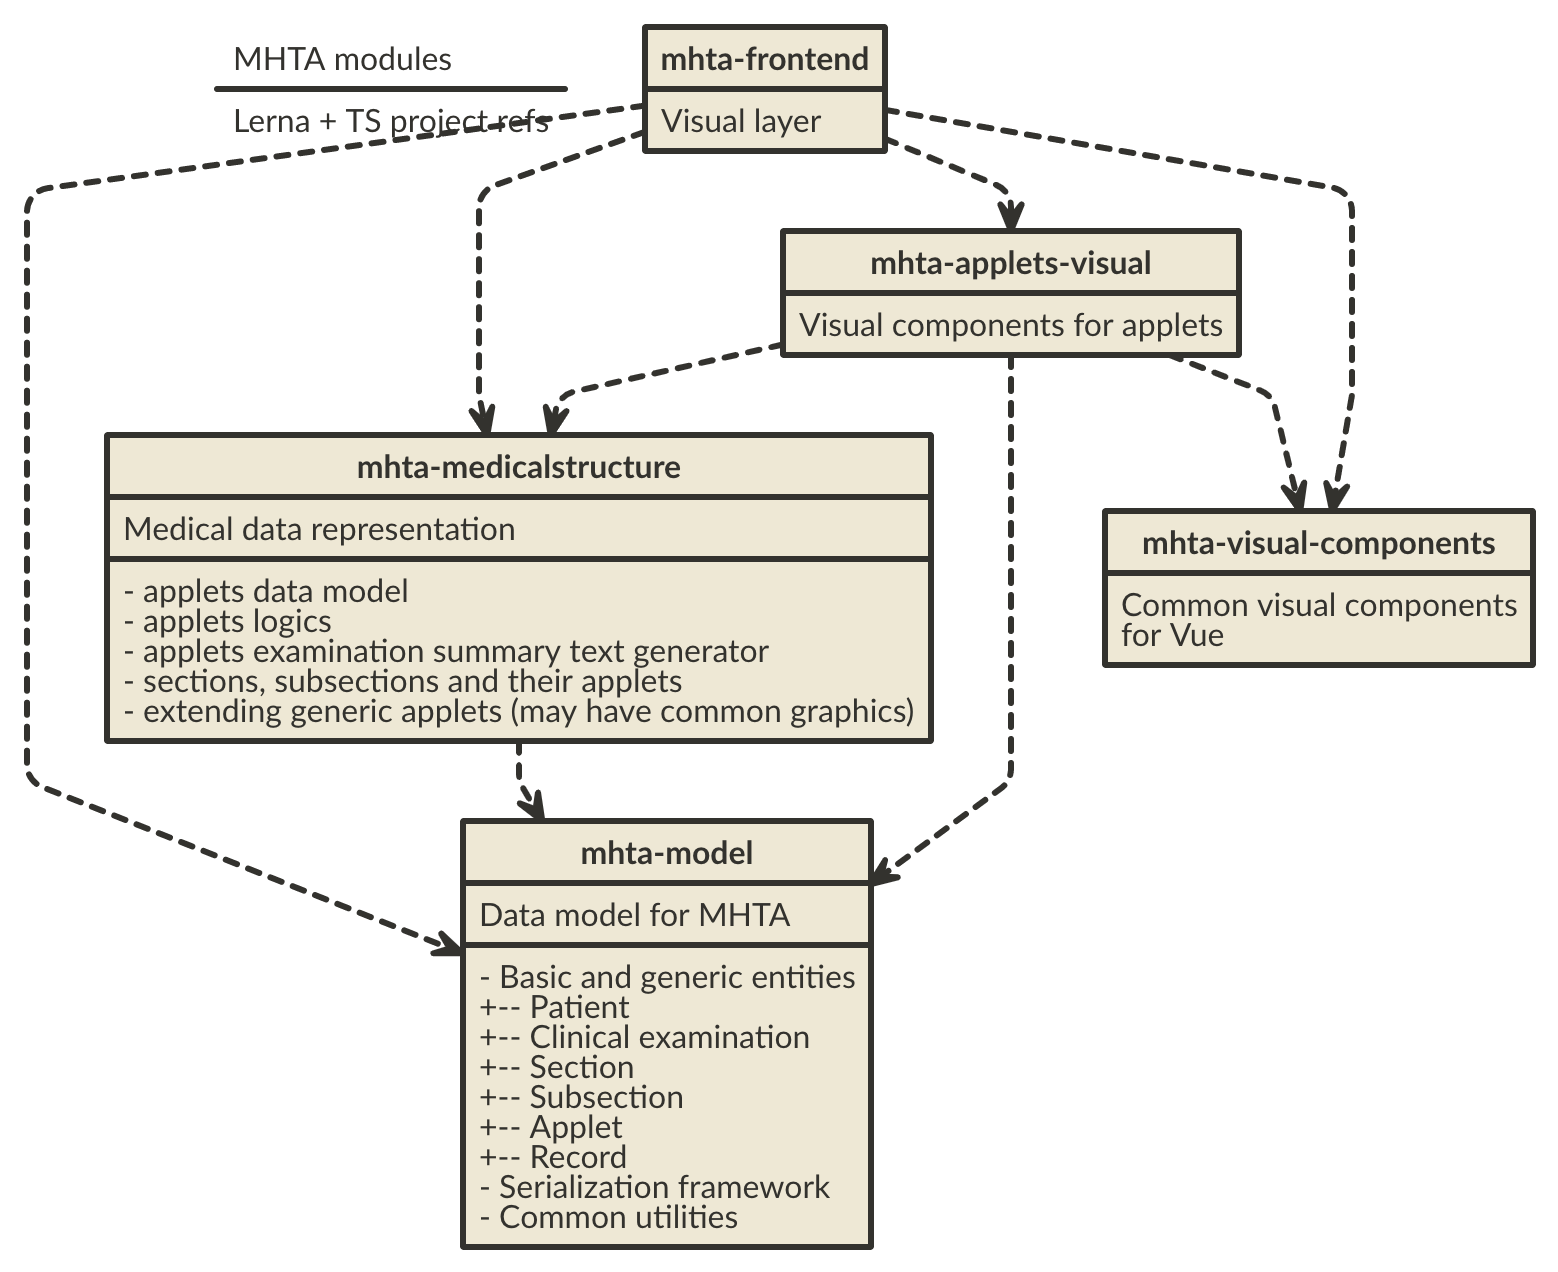 MHTA modules
Lerna + TS project refs
mhta-frontend
Visual layer
mhta-applets-visual
Visual components for applets
mhta-medicalstructure
Medical data representation
- applets data model
- applets logics
- applets examination summary text generator
- sections, subsections and their applets
- extending generic applets (may have common graphics)
mhta-visual-components
Common visual components
for Vue
mhta-model
Data model for MHTA
- Basic and generic entities
+-- Patient
+-- Clinical examination
+-- Section
+-- Subsection
+-- Applet
+-- Record
- Serialization framework
- Common utilities